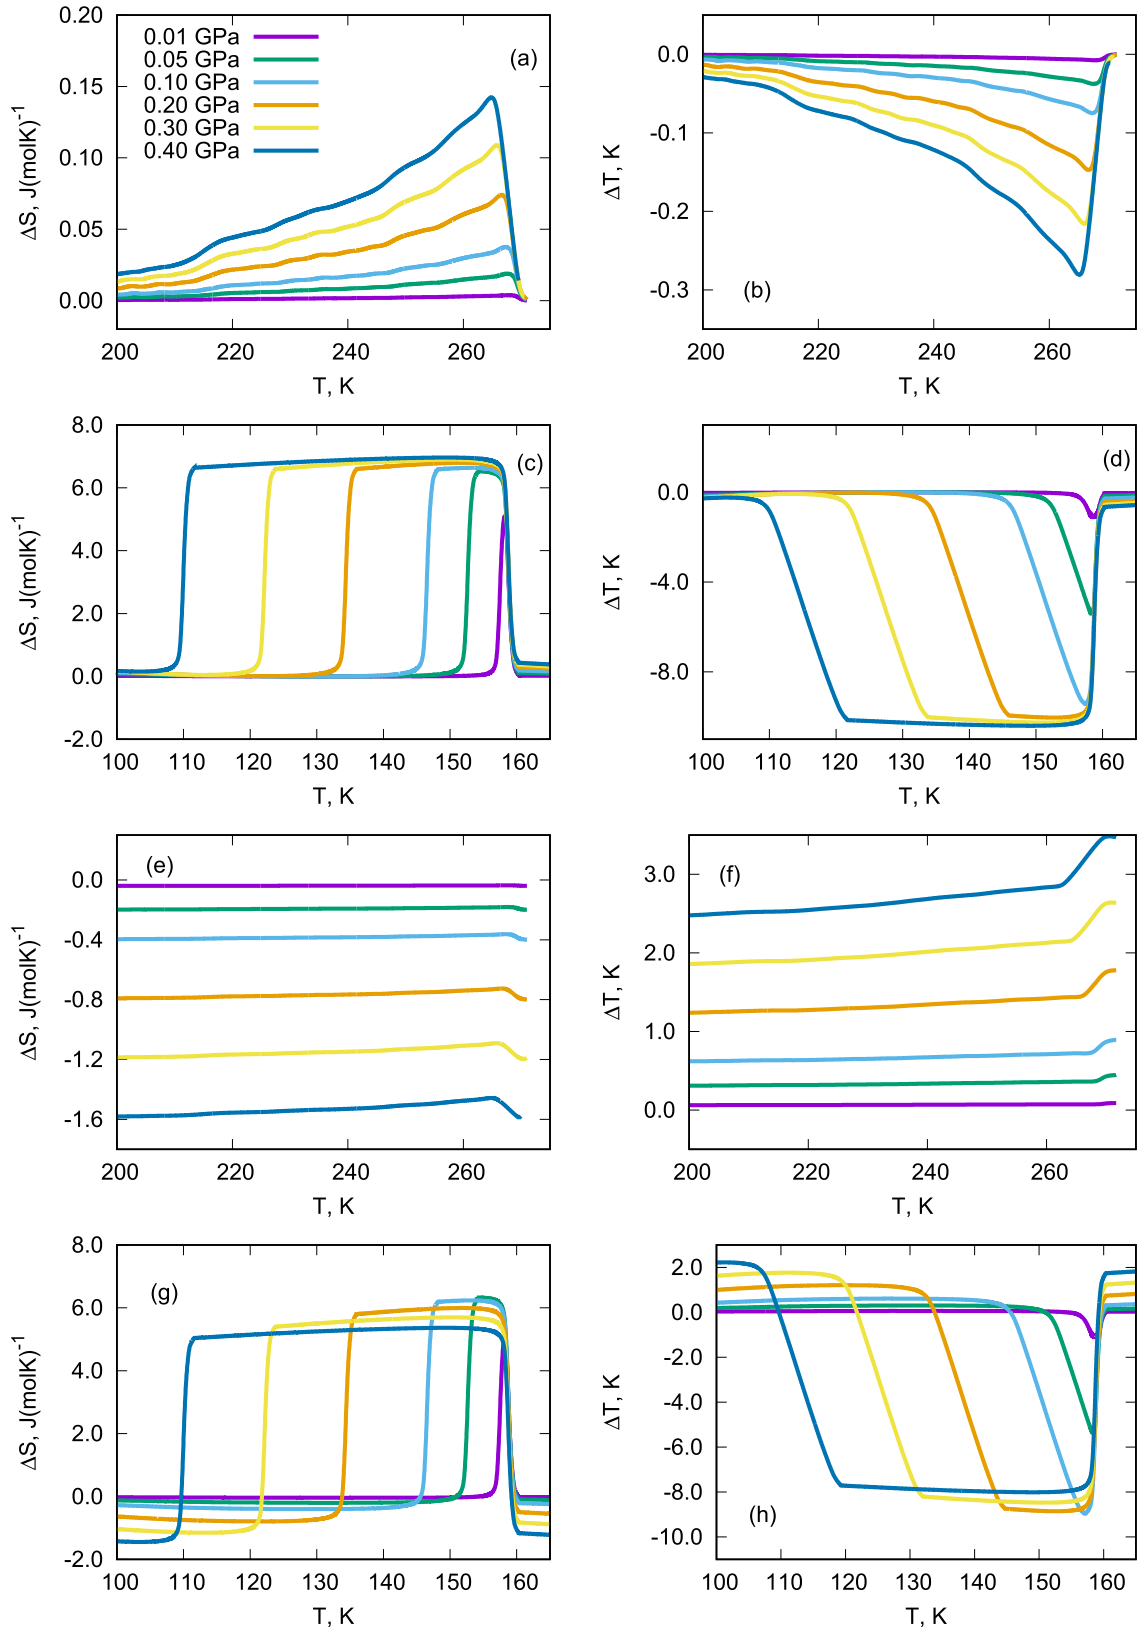 0.20
0.15
0.10
0.05
0.00
ΔS, J(molK)⁻¹
0.01 GPa
0.05 GPa
0.10 GPa
0.20 GPa
0.30 GPa
0.40 GPa
(a)
200 220 240 260
T, K
0.0
-0.1
-0.2
-0.3
ΔT, K
(b)
200 220 240 260
T, K
8.0
6.0
4.0
2.0
0.0
-2.0
ΔS, J(molK)⁻¹
(c)
100 110 120 130 140 150 160
T, K
0.0
-4.0
-8.0
ΔT, K
(d)
100 110 120 130 140 150 160
T, K
0.0
-0.4
-0.8
-1.2
-1.6
ΔS, J(molK)⁻¹
(e)
200 220 240 260
T, K
3.0
2.0
1.0
0.0
ΔT, K
(f)
200 220 240 260
T, K
8.0
6.0
4.0
2.0
0.0
-2.0
ΔS, J(molK)⁻¹
(g)
100 110 120 130 140 150 160
T, K
2.0
0.0
-2.0
-4.0
-6.0
-8.0
-10.0
ΔT, K
(h)
100 110 120 130 140 150 160
T, K